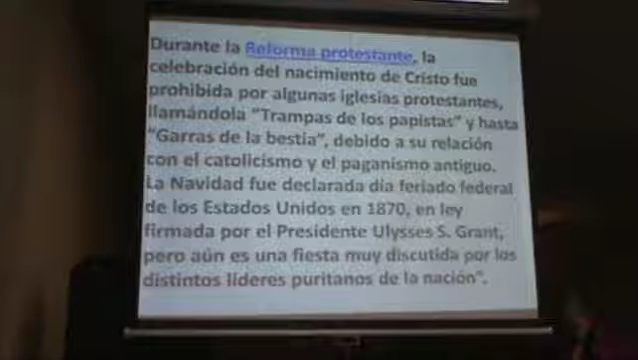 Durante la Reforma protestante, la
celebración del nacimiento de Cristo fue
prohibida por algunas iglesias protestantes,
llamándola "Trampas de los papistas" y hasta
"Garras de la bestia", debido a su relación
con el catolicismo y el paganismo antiguo.
La Navidad fue declarada día feriado federal
de los Estados Unidos en 1870, en ley
firmada por el Presidente Ulysses S. Grant,
pero aún es una fiesta muy discutida por los
distintos líderes puritanos de la nación".